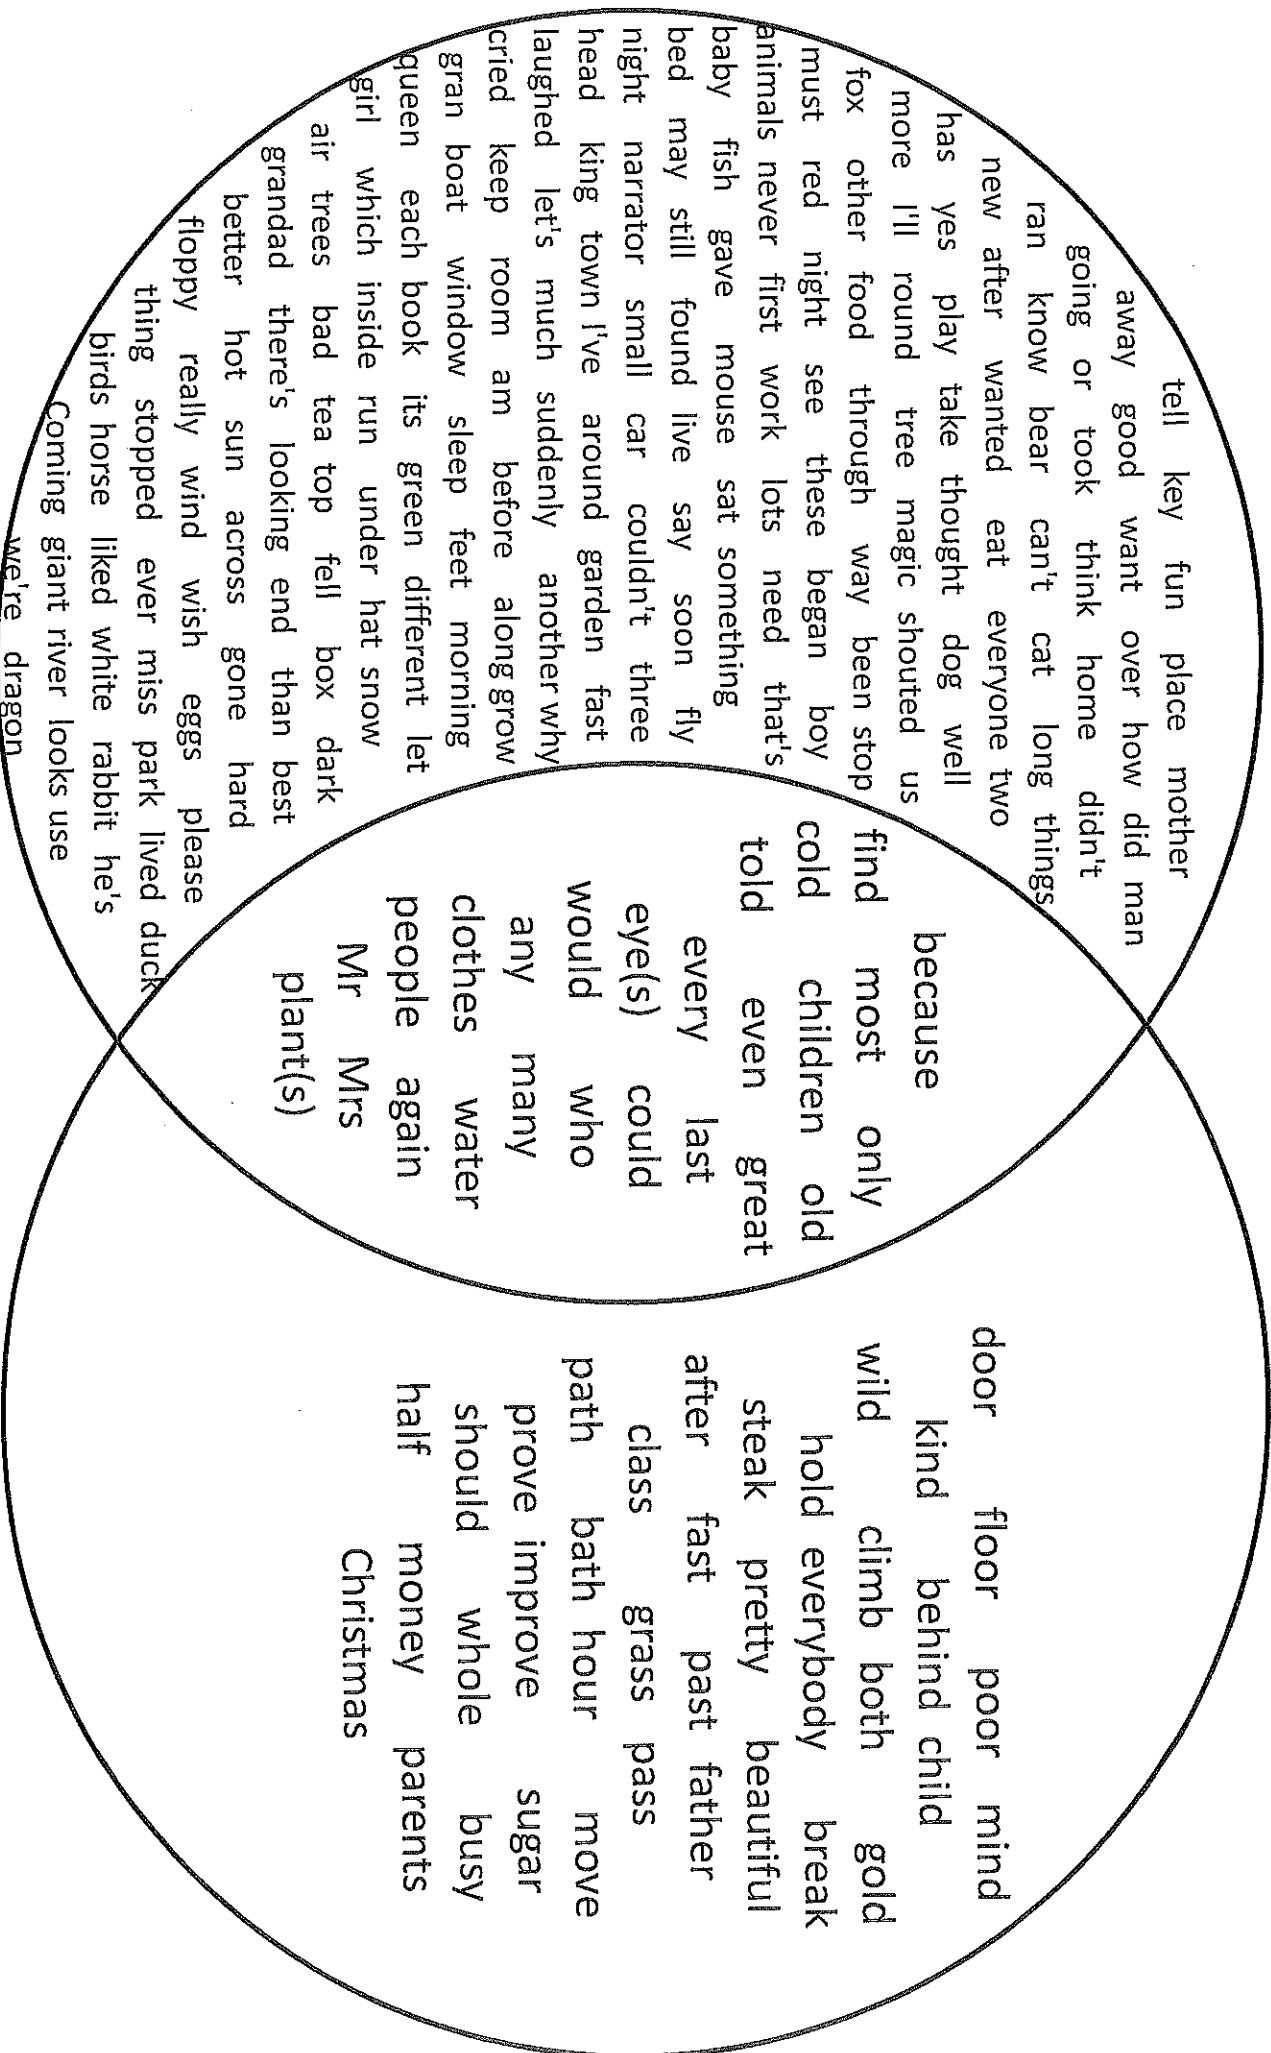 tell key fun place mother
away good want over how did man
going or took think home didn't
ran know bear can't cat long things
new after wanted eat everyone two
has yes play take thought dog well
more I'll round tree magic shouted us
fox other food through way been stop
must red night see these began boy
animals never first work lots need that's
baby fish gave mouse sat something
bed may still found live say soon fly
night narrator small car couldn't three
head king town I've around garden fast
laughed let's much suddenly another why
cried keep room am before along grow
gran boat window sleep feet morning
queen each book its green different let
girl which inside run under hat snow
air trees bad tea top fell box dark
grandad there's looking end than best
better hot sun across gone hard
floppy really wind wish eggs please
thing stopped ever miss park lived duck
birds horse liked white rabbit he's
Coming giant river looks use
we're dragon
because
find most only
cold children old
told even great
every last
eye(s) could
would who
any many
clothes water
people again
Mr Mrs
plant(s)
door floor poor mind
kind behind child
wild climb both gold
hold everybody break
steak pretty beautiful
after fast past father
class grass pass
path bath hour move
prove improve sugar
should whole busy
half money parents
Christmas